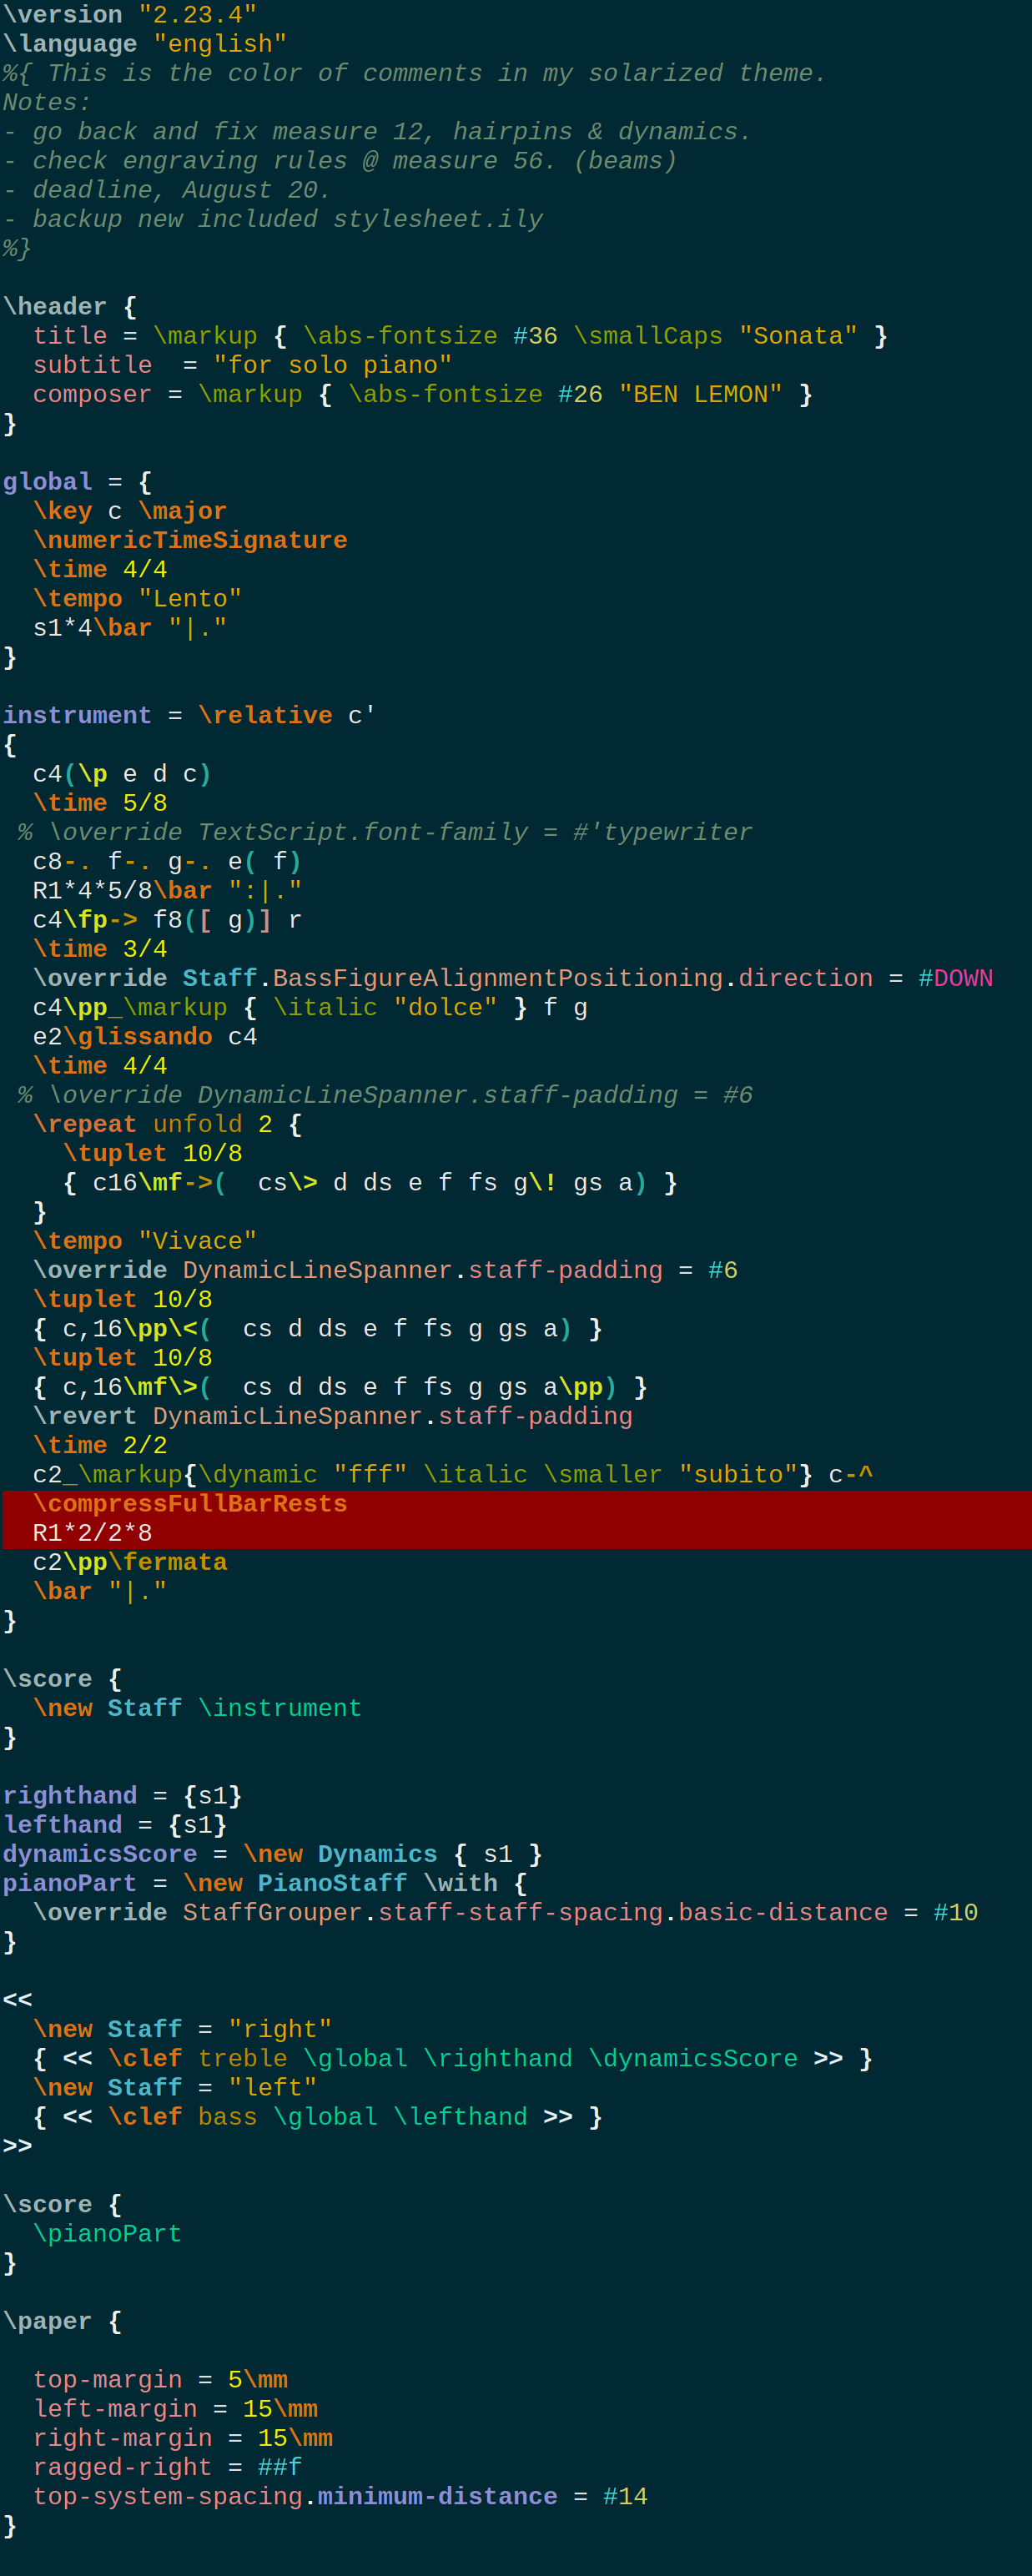 \version "2.23.4"
\language "english"
%{ This is the color of comments in my solarized theme.
Notes:
- go back and fix measure 12, hairpins & dynamics.
- check engraving rules @ measure 56. (beams)
- deadline, August 20.
- backup new included stylesheet.ily
%}

\header {
  title = \markup { \abs-fontsize #36 \smallCaps "Sonata" }
  subtitle  = "for solo piano"
  composer = \markup { \abs-fontsize #26 "BEN LEMON" }
}

global = {
  \key c \major
  \numericTimeSignature
  \time 4/4
  \tempo "Lento"
  s1*4\bar "|."
}

instrument = \relative c'
{
  c4(\p e d c)
  \time 5/8
 % \override TextScript.font-family = #'typewriter
  c8-. f-. g-. e( f)
  R1*4*5/8\bar ":|."
  c4\fp-> f8([ g)] r
  \time 3/4
  \override Staff.BassFigureAlignmentPositioning.direction = #DOWN
  c4\pp_\markup { \italic "dolce" } f g
  e2\glissando c4
  \time 4/4
 % \override DynamicLineSpanner.staff-padding = #6
  \repeat unfold 2 {
    \tuplet 10/8
    { c16\mf->(  cs\> d ds e f fs g\! gs a) }
  }
  \tempo "Vivace"
  \override DynamicLineSpanner.staff-padding = #6
  \tuplet 10/8
  { c,16\pp\<(  cs d ds e f fs g gs a) }
  \tuplet 10/8
  { c,16\mf\>(  cs d ds e f fs g gs a\pp) }
  \revert DynamicLineSpanner.staff-padding
  \time 2/2
  c2_\markup{\dynamic "fff" \italic \smaller "subito"} c-^
  \compressFullBarRests
  R1*2/2*8
  c2\pp\fermata
  \bar "|."
}

\score {
  \new Staff \instrument
}

righthand = {s1}
lefthand = {s1}
dynamicsScore = \new Dynamics { s1 }
pianoPart = \new PianoStaff \with {
  \override StaffGrouper.staff-staff-spacing.basic-distance = #10
}

<<
  \new Staff = "right"
  { << \clef treble \global \righthand \dynamicsScore >> }
  \new Staff = "left"
  { << \clef bass \global \lefthand >> }
>>

\score {
  \pianoPart
}

\paper {

  top-margin = 5\mm
  left-margin = 15\mm
  right-margin = 15\mm
  ragged-right = ##f
  top-system-spacing.minimum-distance = #14
}